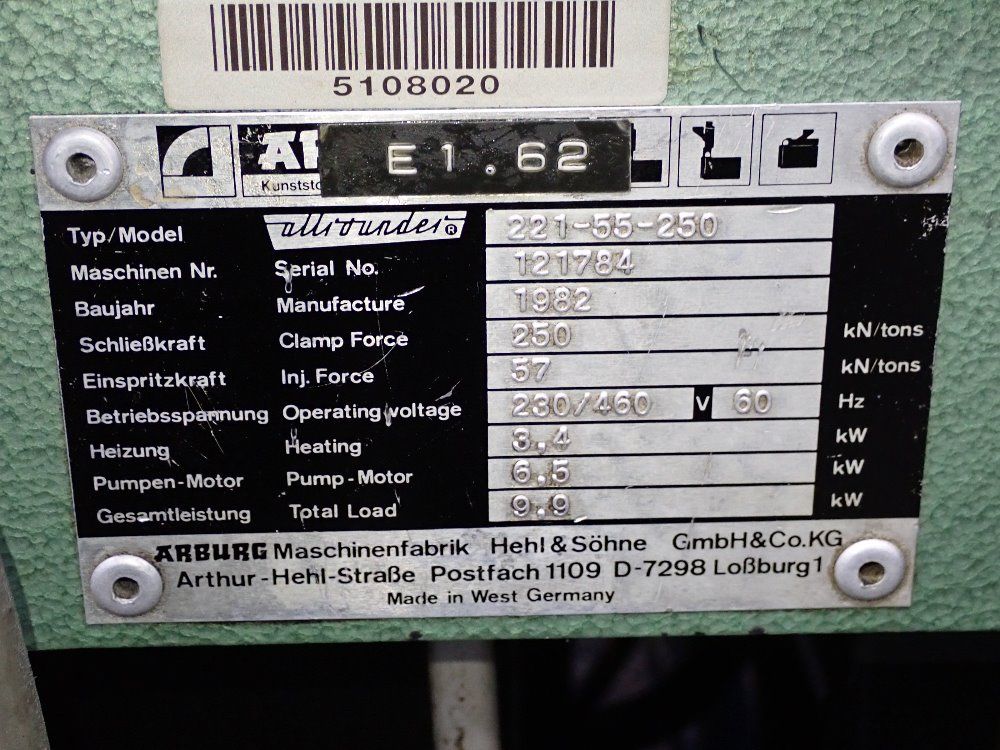 5108020
E1.62
Typ/Model allrounder ® 221-55-250
Maschinen Nr. Serial No. 121784
Baujahr Manufacture 1982
Schließkraft Clamp Force 250 kN/tons
Einspritzkraft Inj. Force 57 kN/tons
Betriebsspannung Operating voltage 230/460 V 60 Hz
Heizung Heating 3,4 kW
Pumpen-Motor Pump-Motor 6.5 kW
Gesamtleistung Total Load 9.9 kW
ARBURG Maschinenfabrik Hehl & Söhne GmbH & Co. KG
Arthur-Hehl-Straße Postfach 1109 D-7298 Loßburg 1
Made in West Germany